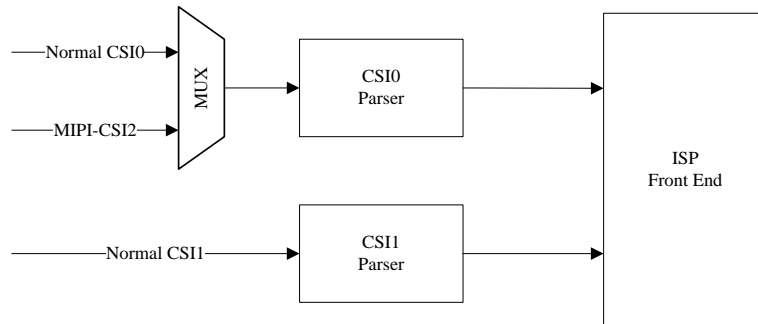 Normal CSI0
MIPI-CSI2
MUX
CSI0
Parser
ISP
Front End
Normal CSI1
CSI1
Parser